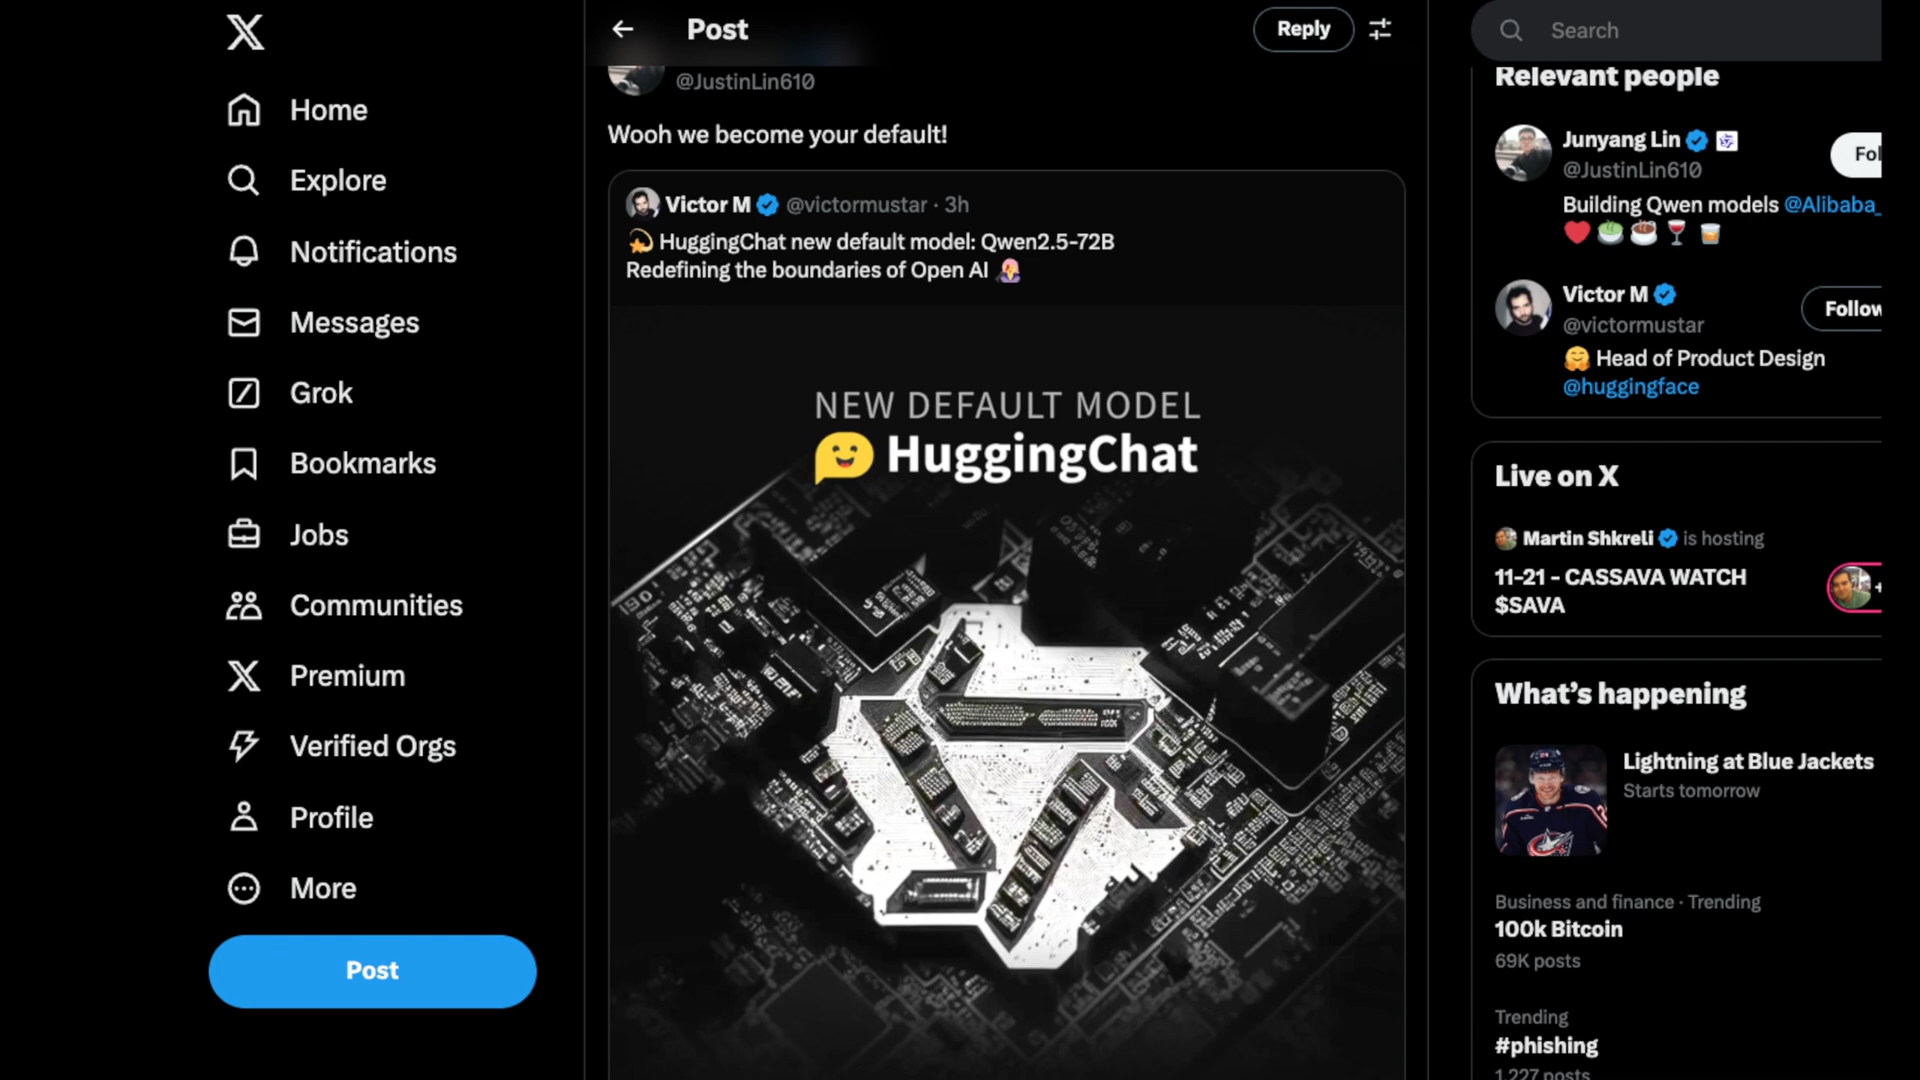 Home
Explore
Notifications
Messages
Grok
Bookmarks
Jobs
Communities
Premium
Verified Orgs
Profile
More
Post
Post
Reply
@JustinLin610
Wooh we become your default!
Victor M @victormustar · 3h
💫 HuggingChat new default model: Qwen2.5-72B
Redefining the boundaries of Open AI
NEW DEFAULT MODEL
HuggingChat
Search
Relevant people
Junyang Lin
Fol
@JustinLin610
Building Qwen models @Alibaba_
❤️🍵☕🍷🥃
Victor M
Follow
@victormustar
🤗 Head of Product Design
@huggingface
Live on X
Martin Shkreli is hosting
11-21 - CASSAVA WATCH
$SAVA
What's happening
Lightning at Blue Jackets
Starts tomorrow
Business and finance · Trending
100k Bitcoin
69K posts
Trending
#phishing
1,227 posts